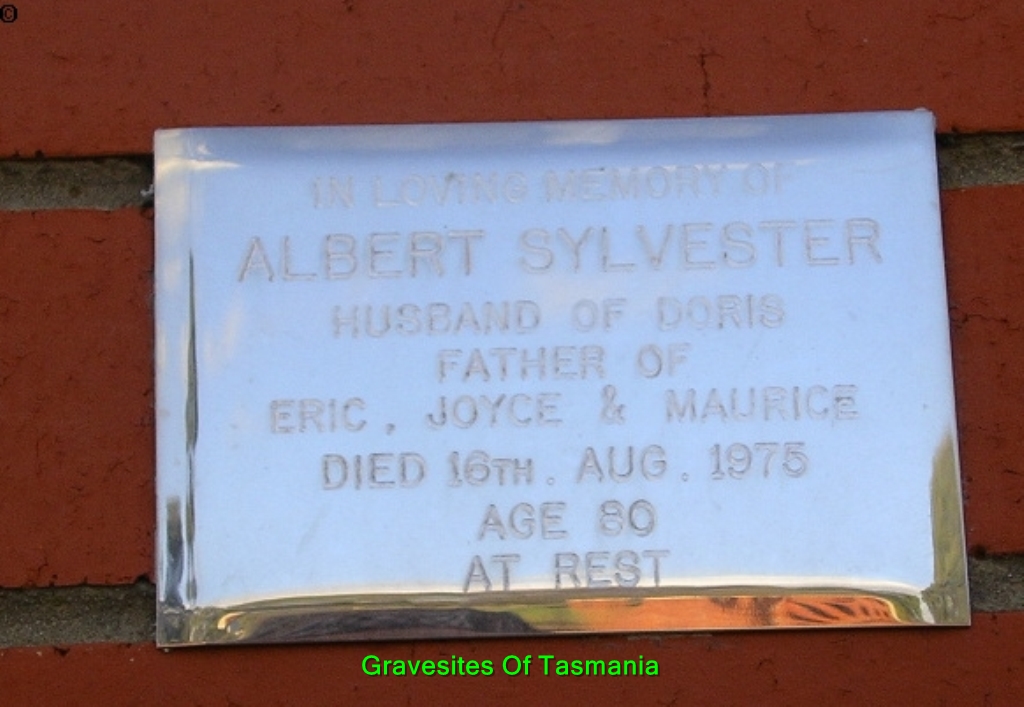 ©
IN LOVING MEMORY OF
ALBERT SYLVESTER
HUSBAND OF DORIS
FATHER OF
ERIC, JOYCE & MAURICE
DIED 16TH. AUG. 1975
AGE 80
AT REST
Gravesites Of Tasmania